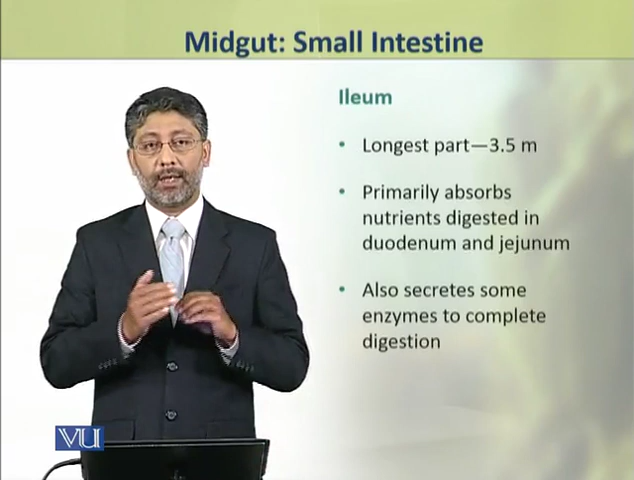 Midgut: Small Intestine
Ileum
• Longest part—3.5 m
• Primarily absorbs
nutrients digested in
duodenum and jejunum
• Also secretes some
enzymes to complete
digestion
VU